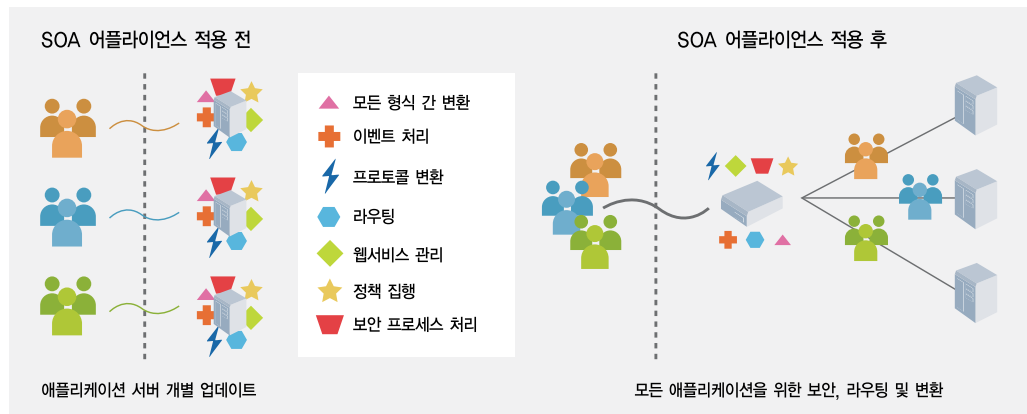 SOA 어플라이언스 적용 전
SOA 어플라이언스 적용 후
모든 형식 간 변환
이벤트 처리
프로토콜 변환
라우팅
웹서비스 관리
정책 집행
보안 프로세스 처리
애플리케이션 서버 개별 업데이트
모든 애플리케이션을 위한 보안, 라우팅 및 변환